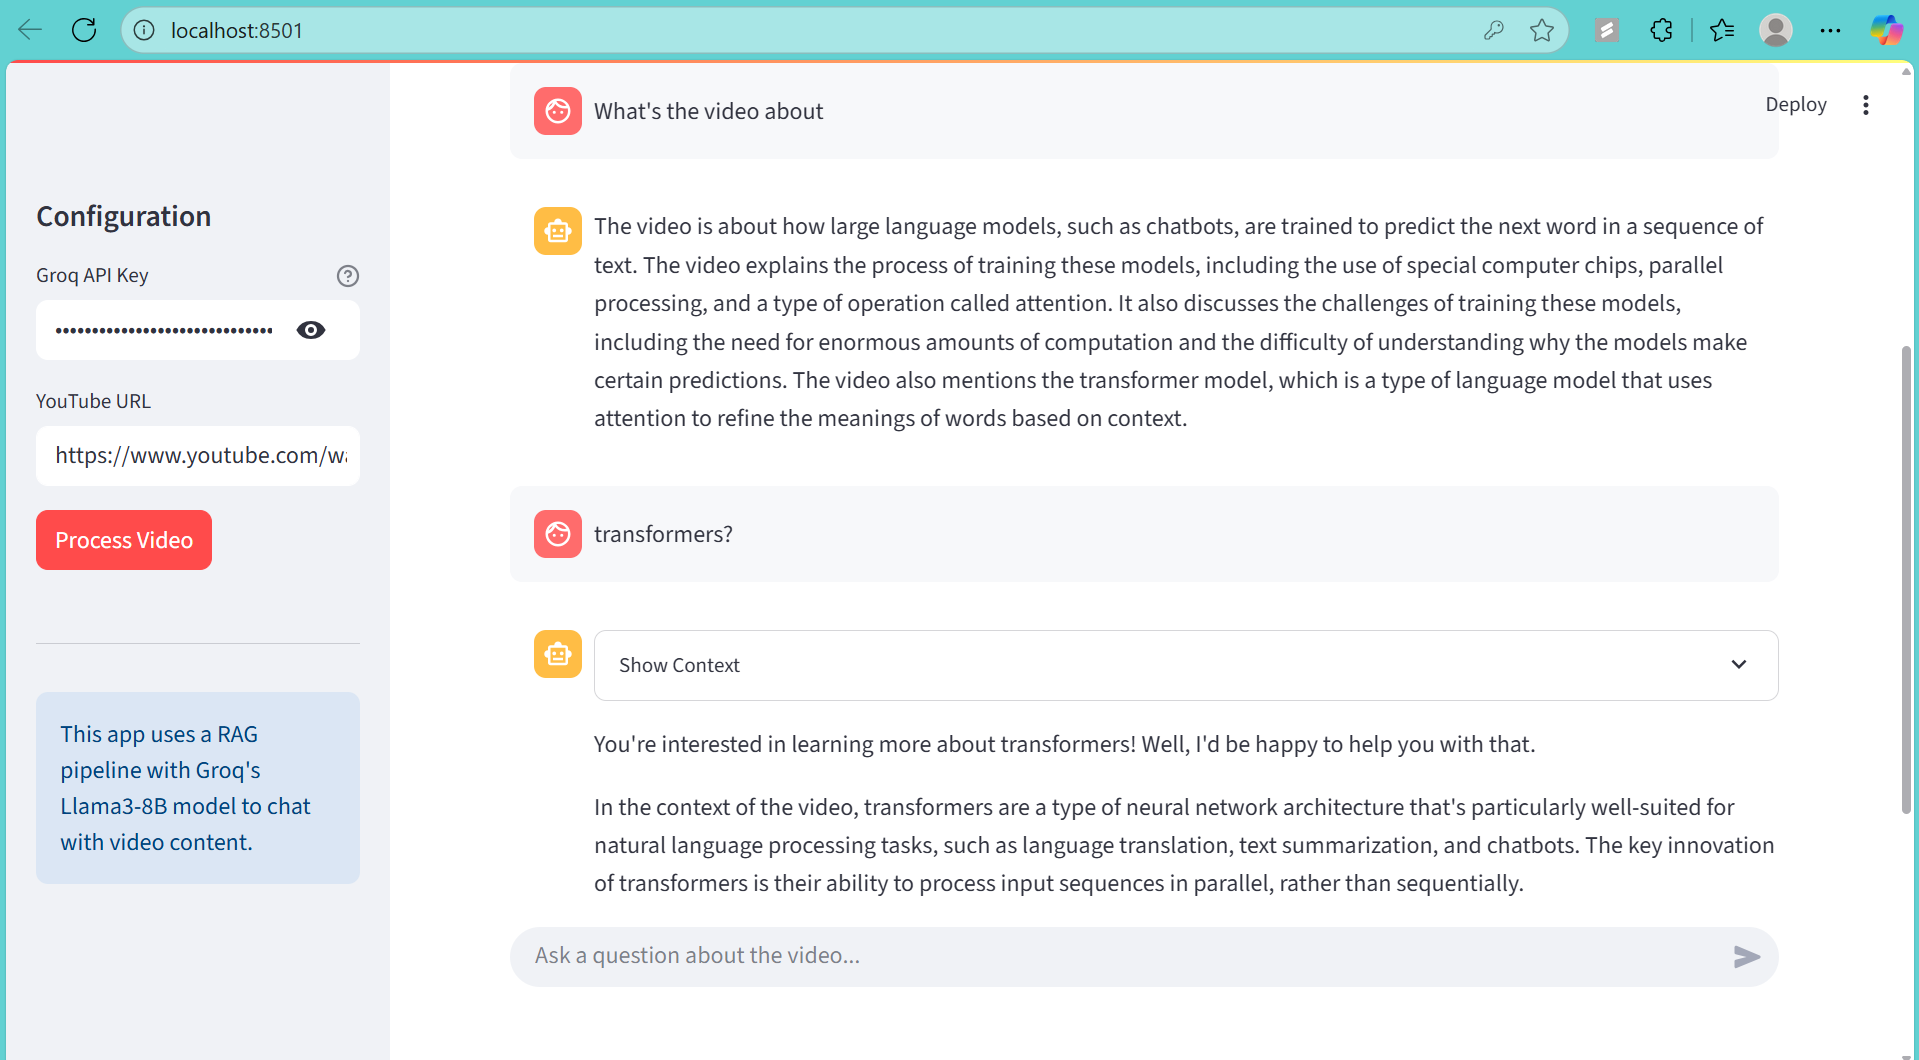 localhost:8501
Deploy
Configuration
Groq API Key
••••••••••••••••••••••••••••••
YouTube URL
https://www.youtube.com/wa
Process Video
This app uses a RAG
pipeline with Groq's
Llama3-8B model to chat
with video content.
What's the video about
The video is about how large language models, such as chatbots, are trained to predict the next word in a sequence of
text. The video explains the process of training these models, including the use of special computer chips, parallel
processing, and a type of operation called attention. It also discusses the challenges of training these models,
including the need for enormous amounts of computation and the difficulty of understanding why the models make
certain predictions. The video also mentions the transformer model, which is a type of language model that uses
attention to refine the meanings of words based on context.
transformers?
Show Context
You're interested in learning more about transformers! Well, I'd be happy to help you with that.
In the context of the video, transformers are a type of neural network architecture that's particularly well-suited for
natural language processing tasks, such as language translation, text summarization, and chatbots. The key innovation
of transformers is their ability to process input sequences in parallel, rather than sequentially.
Ask a question about the video...